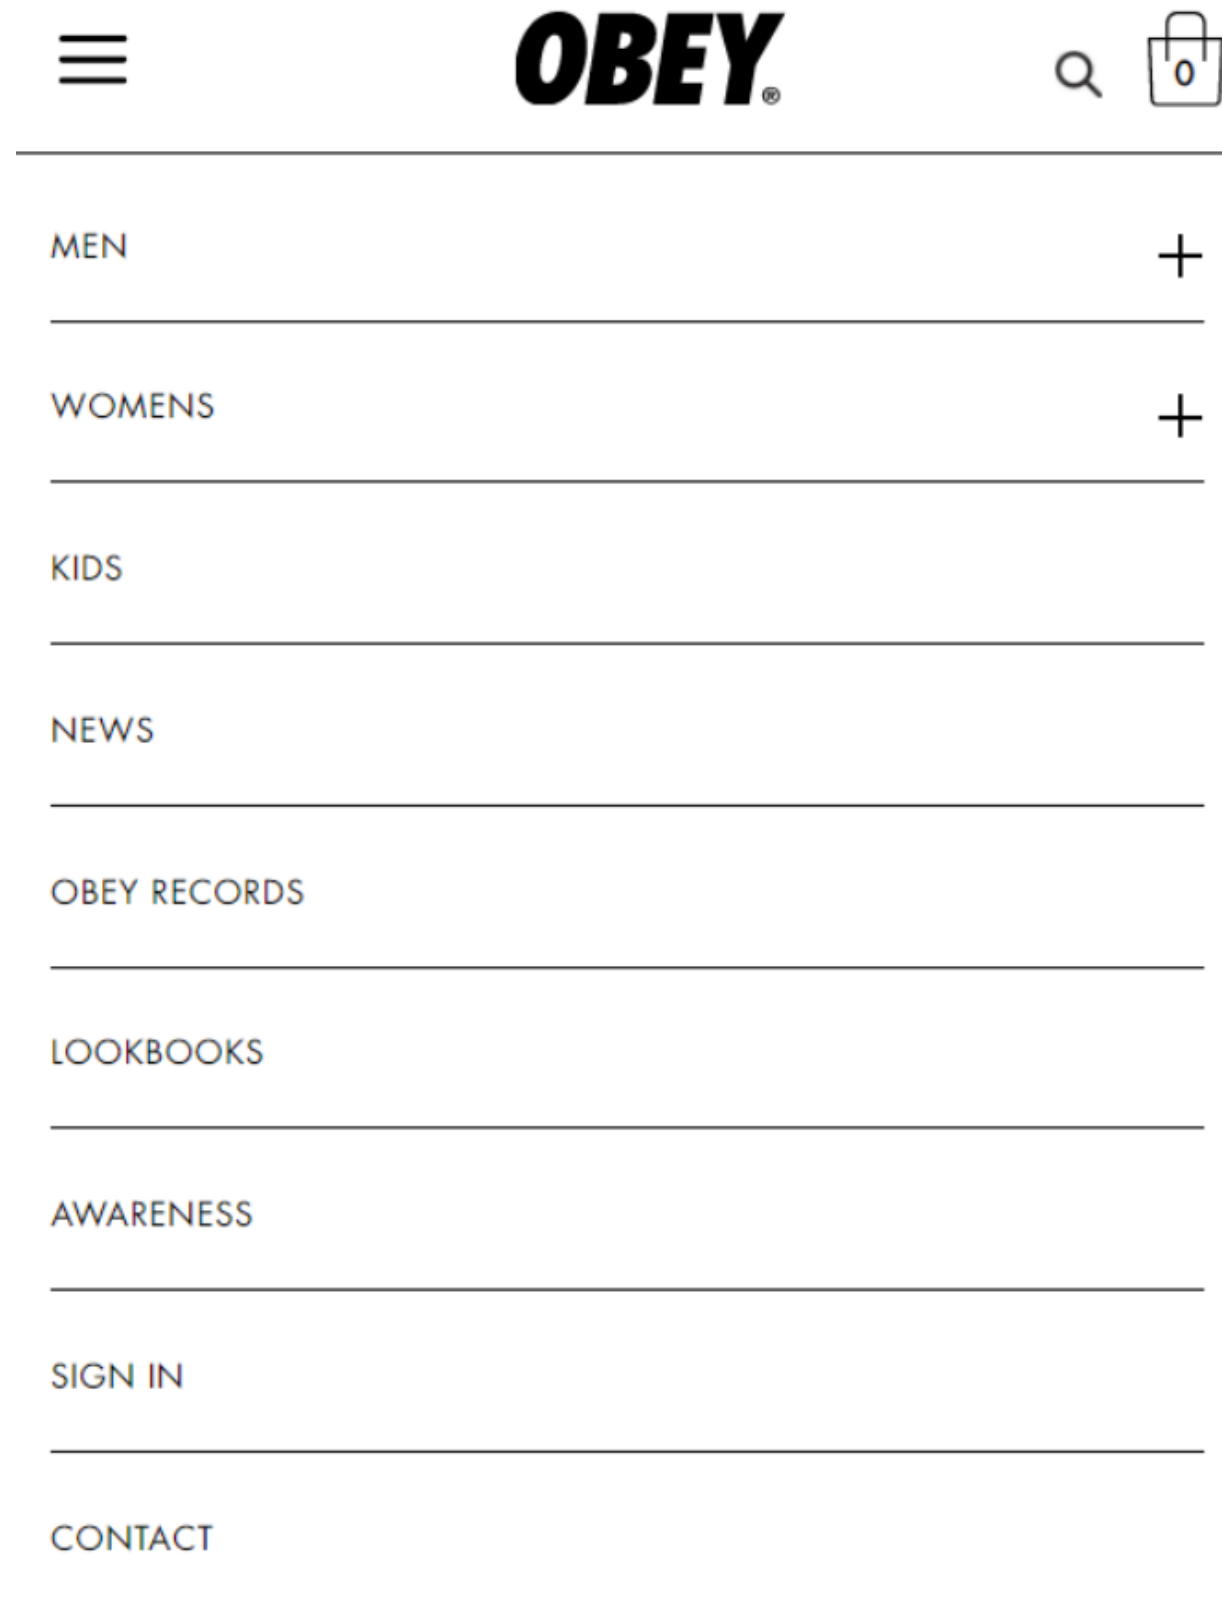 OBEY®
0
MEN
WOMENS
KIDS
NEWS
OBEY RECORDS
LOOKBOOKS
AWARENESS
SIGN IN
CONTACT